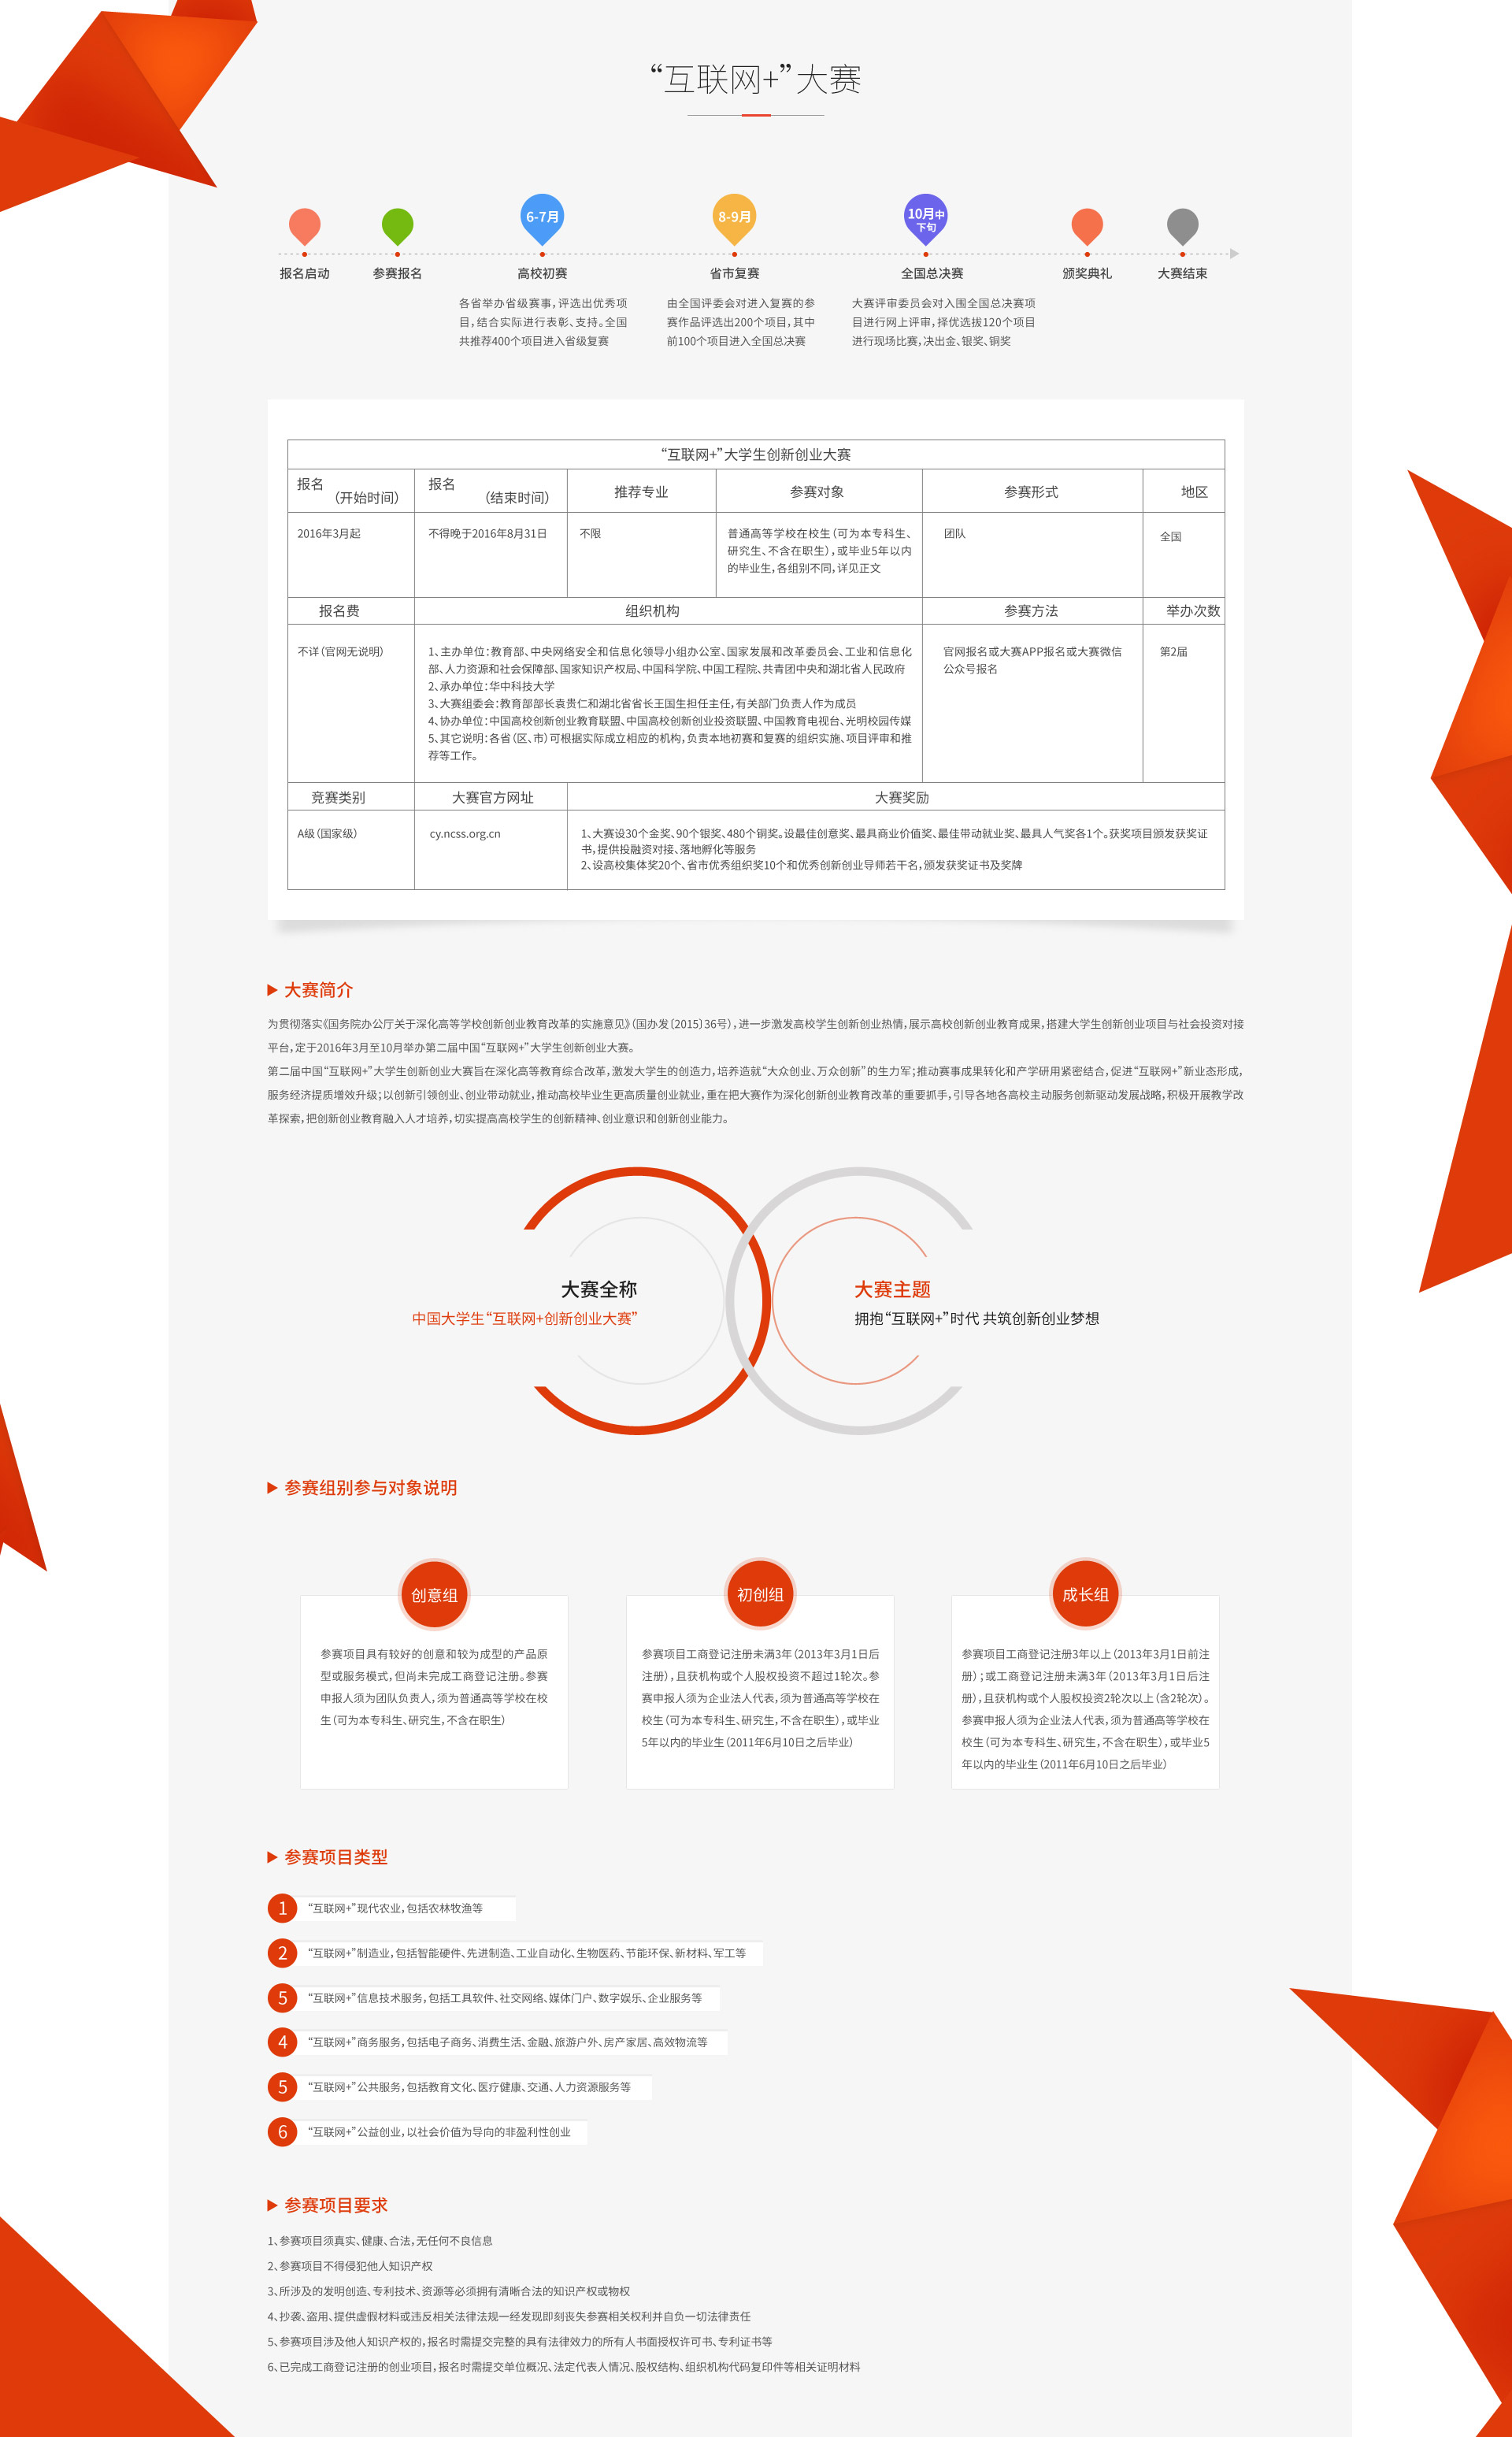 “互联网+”大赛
6-7月
8-9月
10月中
下旬
报名启动
参赛报名
高校初赛
省市复赛
全国总决赛
颁奖典礼
大赛结束
各省举办省级赛事，评选出优秀项
目，结合实际进行表彰、支持。全国
共推荐400个项目进入省级复赛
由全国评委会对进入复赛的参
赛作品评选出200个项目，其中
前100个项目进入全国总决赛
大赛评审委员会对入围全国总决赛项
目进行网上评审，择优选拔120个项目
进行现场比赛，决出金、银奖、铜奖
“互联网+”大学生创新创业大赛
报名
（开始时间）
报名
（结束时间）
推荐专业
参赛对象
参赛形式
地区
2016年3月起
不得晚于2016年8月31日
不限
普通高等学校在校生（可为本专科生、
研究生、不含在职生），或毕业5年以内
的毕业生，各组别不同，详见正文
团队
全国
报名费
组织机构
参赛方法
举办次数
不详（官网无说明）
1、主办单位：教育部、中央网络安全和信息化领导小组办公室、国家发展和改革委员会、工业和信息化
部、人力资源和社会保障部、国家知识产权局、中国科学院、中国工程院、共青团中央和湖北省人民政府
2、承办单位：华中科技大学
3、大赛组委会：教育部部长袁贵仁和湖北省省长王国生担任主任，有关部门负责人作为成员
4、协办单位：中国高校创新创业教育联盟、中国高校创新创业投资联盟、中国教育电视台、光明校园传媒
5、其它说明：各省（区、市）可根据实际成立相应的机构，负责本地初赛和复赛的组织实施、项目评审和推
荐等工作。
官网报名或大赛APP报名或大赛微信
公众号报名
第2届
竞赛类别
大赛官方网址
大赛奖励
A级（国家级）
cy.ncss.org.cn
1、大赛设30个金奖、90个银奖、480个铜奖。设最佳创意奖、最具商业价值奖、最佳带动就业奖、最具人气奖各1个。获奖项目颁发获奖证
书，提供投融资对接、落地孵化等服务
2、设高校集体奖20个、省市优秀组织奖10个和优秀创新创业导师若干名，颁发获奖证书及奖牌
大赛简介
为贯彻落实《国务院办公厅关于深化高等学校创新创业教育改革的实施意见》（国办发〔2015〕36号），进一步激发高校学生创新创业热情，展示高校创新创业教育成果，搭建大学生创新创业项目与社会投资对接
平台，定于2016年3月至10月举办第二届中国“互联网+”大学生创新创业大赛。
第二届中国“互联网+”大学生创新创业大赛旨在深化高等教育综合改革，激发大学生的创造力，培养造就“大众创业、万众创新”的生力军；推动赛事成果转化和产学研用紧密结合，促进“互联网+”新业态形成，
服务经济提质增效升级；以创新引领创业、创业带动就业，推动高校毕业生更高质量创业就业，重在把大赛作为深化创新创业教育改革的重要抓手，引导各地各高校主动服务创新驱动发展战略，积极开展教学改
革探索，把创新创业教育融入人才培养，切实提高高校学生的创新精神、创业意识和创新创业能力。
大赛全称
中国大学生“互联网+创新创业大赛”
大赛主题
拥抱“互联网+”时代 共筑创新创业梦想
参赛组别参与对象说明
创意组
参赛项目具有较好的创意和较为成型的产品原
型或服务模式，但尚未完成工商登记注册。参赛
申报人须为团队负责人，须为普通高等学校在校
生（可为本专科生、研究生，不含在职生）
初创组
参赛项目工商登记注册未满3年（2013年3月1日后
注册），且获机构或个人股权投资不超过1轮次。参
赛申报人须为企业法人代表，须为普通高等学校在
校生（可为本专科生、研究生，不含在职生），或毕业
5年以内的毕业生（2011年6月10日之后毕业）
成长组
参赛项目工商登记注册3年以上（2013年3月1日前注
册）；或工商登记注册未满3年（2013年3月1日后注
册），且获机构或个人股权投资2轮次以上（含2轮次）。
参赛申报人须为企业法人代表，须为普通高等学校在
校生（可为本专科生、研究生，不含在职生），或毕业5
年以内的毕业生（2011年6月10日之后毕业）
参赛项目类型
1 “互联网+”现代农业，包括农林牧渔等
2 “互联网+”制造业，包括智能硬件、先进制造、工业自动化、生物医药、节能环保、新材料、军工等
5 “互联网+”信息技术服务，包括工具软件、社交网络、媒体门户、数字娱乐、企业服务等
4 “互联网+”商务服务，包括电子商务、消费生活、金融、旅游户外、房产家居、高效物流等
5 “互联网+”公共服务，包括教育文化、医疗健康、交通、人力资源服务等
6 “互联网+”公益创业，以社会价值为导向的非盈利性创业
参赛项目要求
1、参赛项目须真实、健康、合法，无任何不良信息
2、参赛项目不得侵犯他人知识产权
3、所涉及的发明创造、专利技术、资源等必须拥有清晰合法的知识产权或物权
4、抄袭、盗用、提供虚假材料或违反相关法律法规一经发现即刻丧失参赛相关权利并自负一切法律责任
5、参赛项目涉及他人知识产权的，报名时需提交完整的具有法律效力的所有人书面授权许可书、专利证书等
6、已完成工商登记注册的创业项目，报名时需提交单位概况、法定代表人情况、股权结构、组织机构代码复印件等相关证明材料